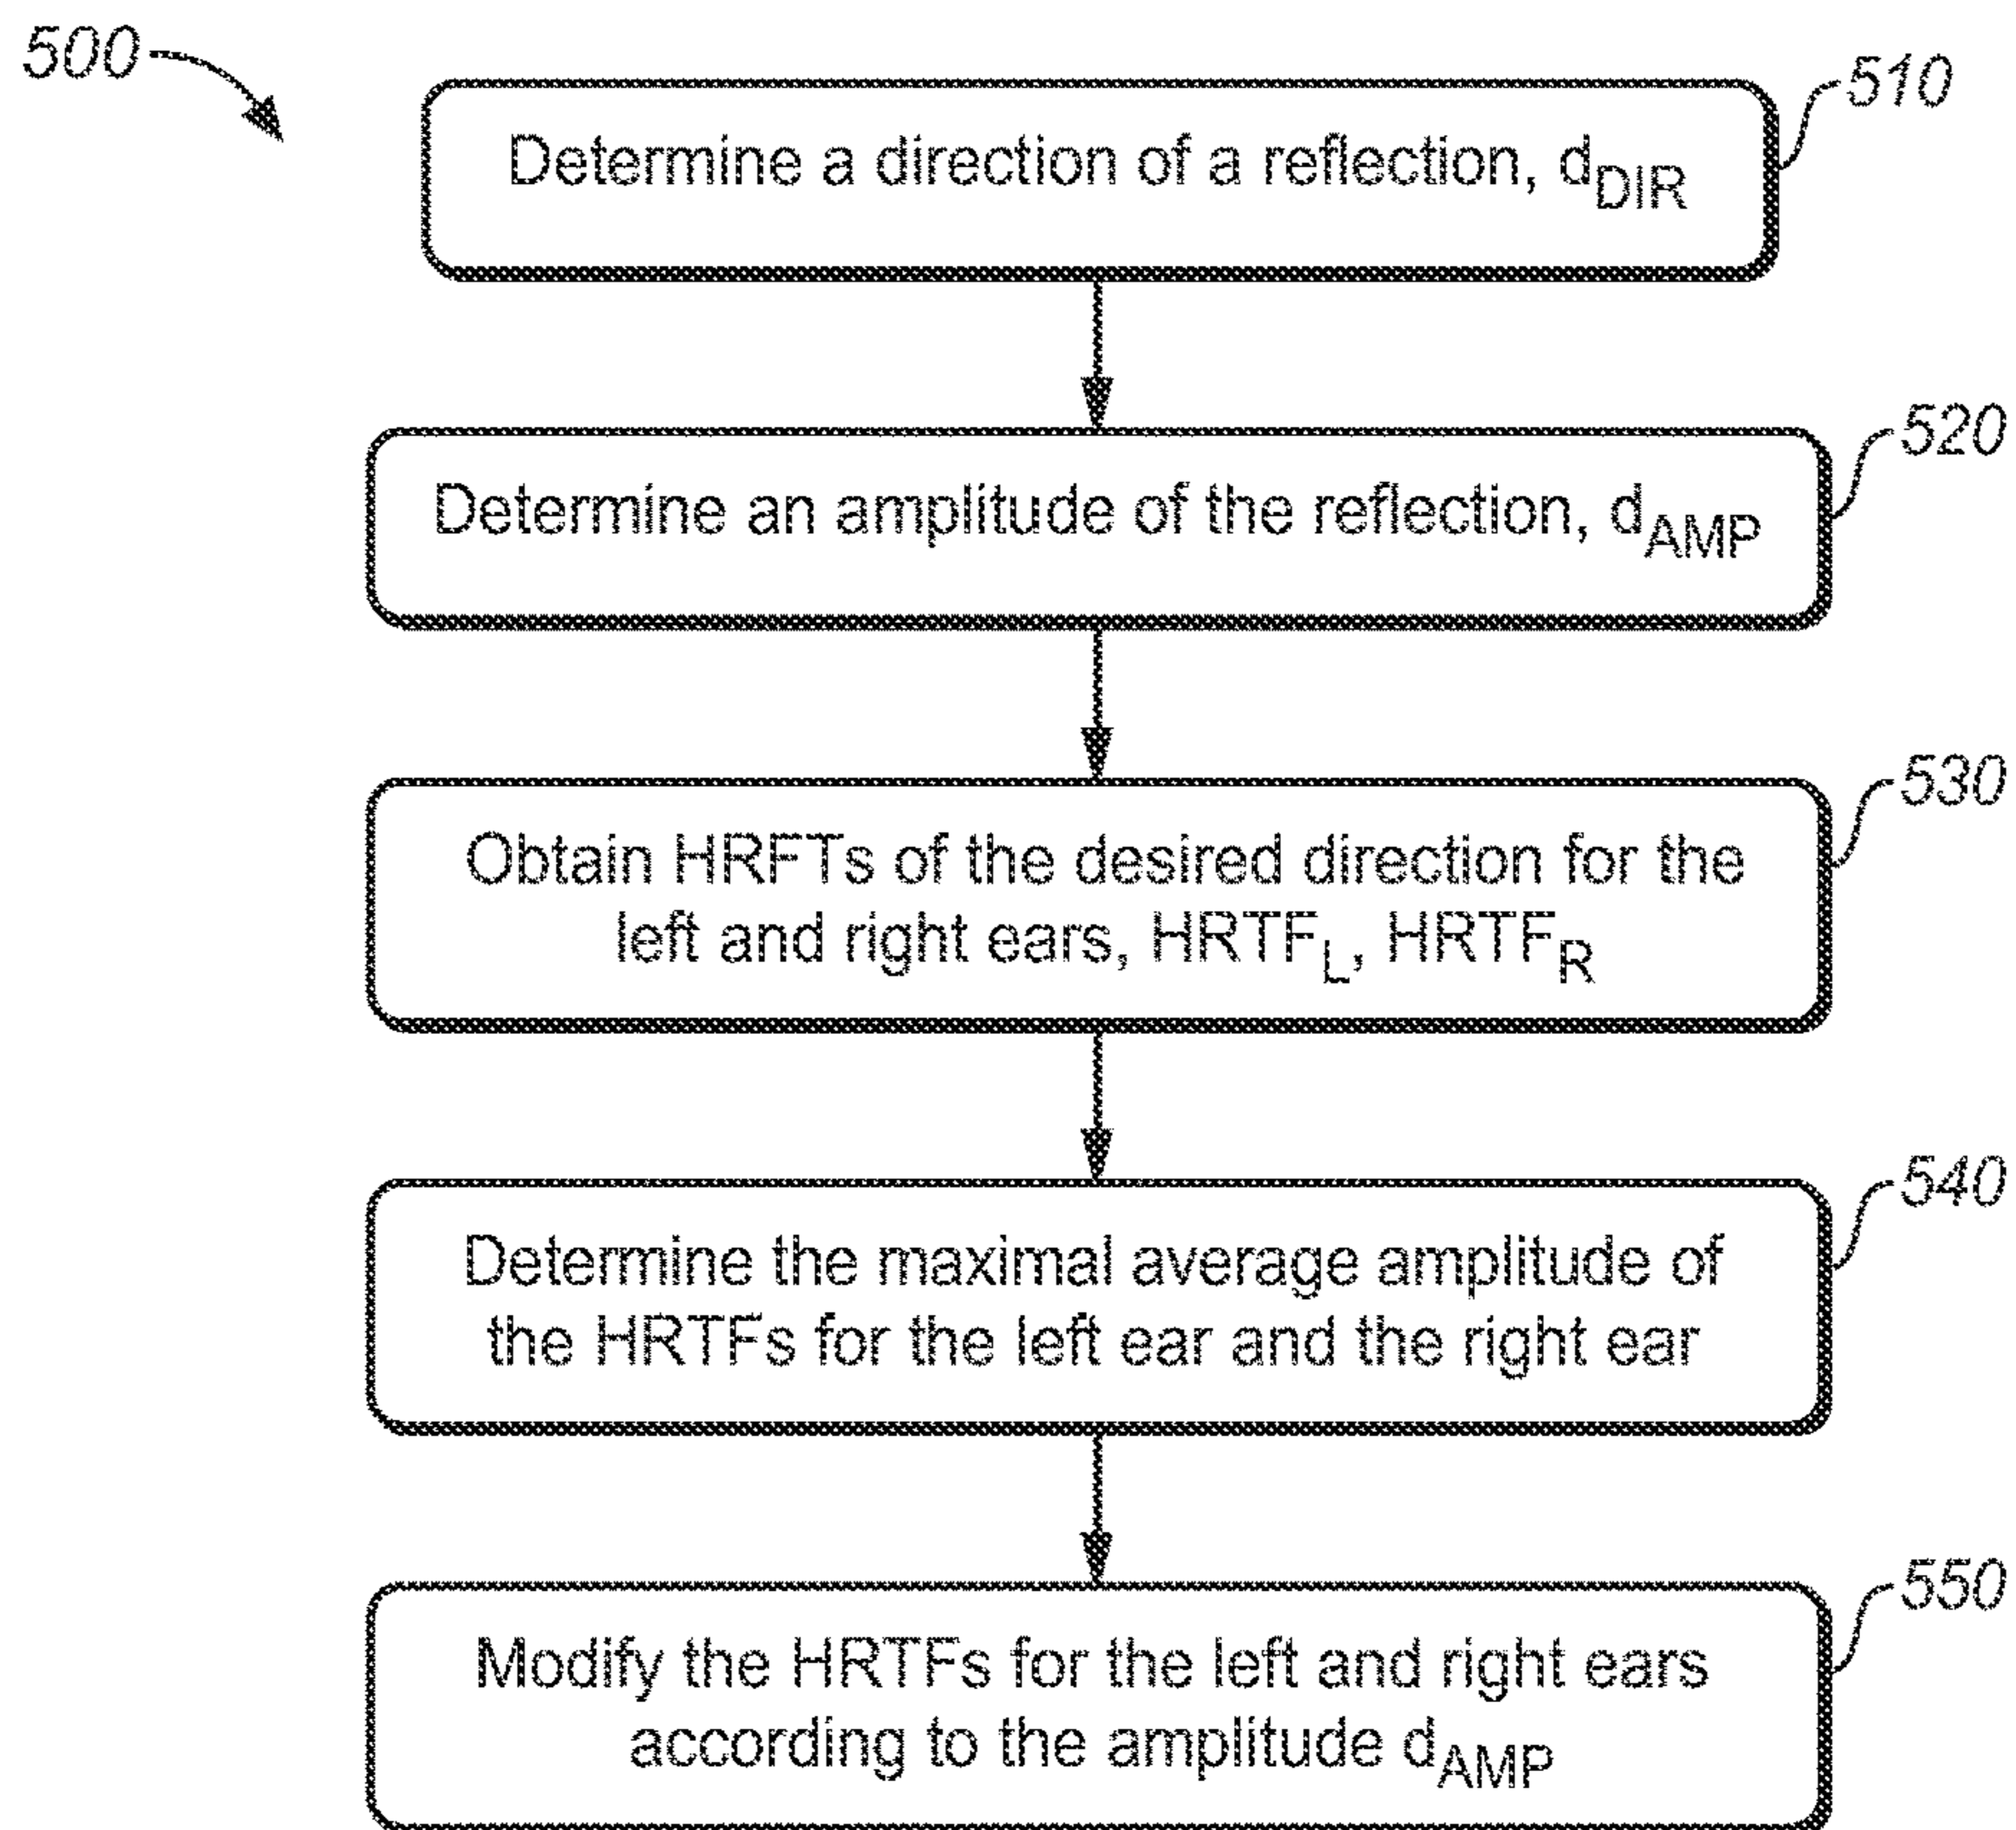 500
510
Determine a direction of a reflection, dDIR
520
Determine an amplitude of the reflection, dAMP
530
Obtain HRFTs of the desired direction for the
left and right ears, HRTFL, HRTFR
540
Determine the maximal average amplitude of
the HRTFs for the left ear and the right ear
550
Modify the HRTFs for the left and right ears
according to the amplitude dAMP